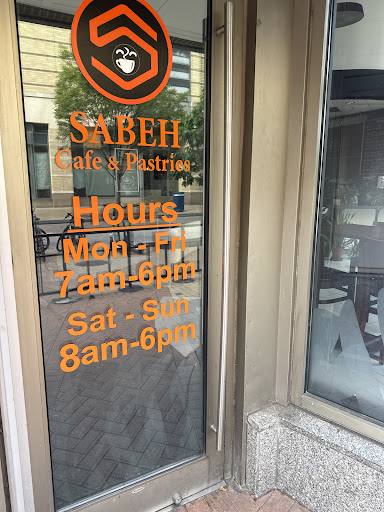 SABEH
Cafe & Pastries
Hours
Mon - Fri
7am-6pm
Sat - Sun
8am-6pm